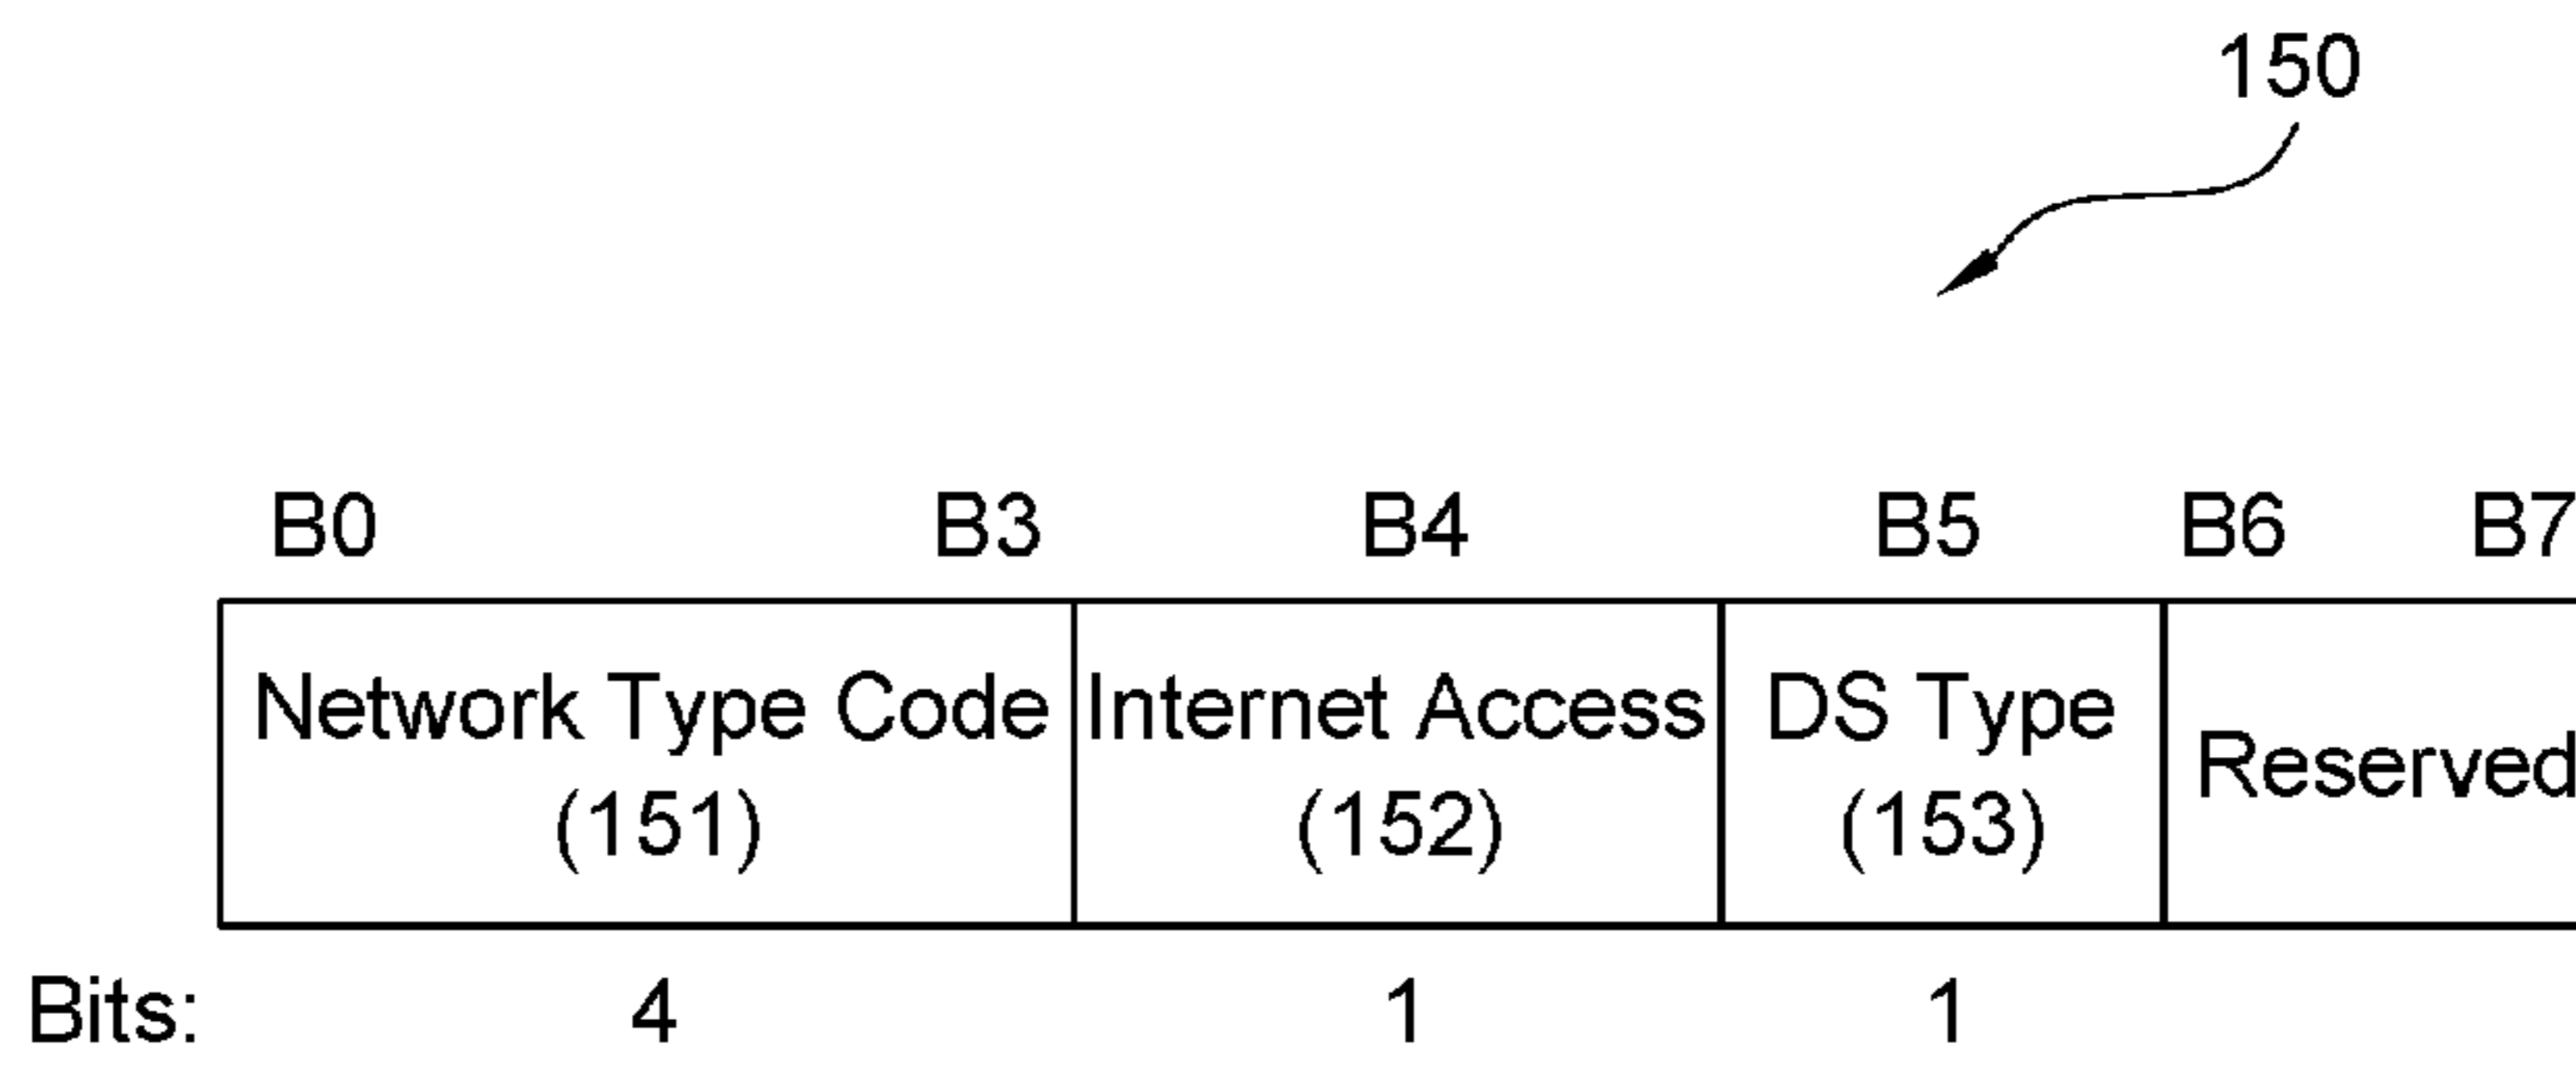 150
B0 B3 B4 B5 B6 B7
Network Type Code Internet Access DS Type Reserved
(151) (152) (153)
Bits: 4 1 1